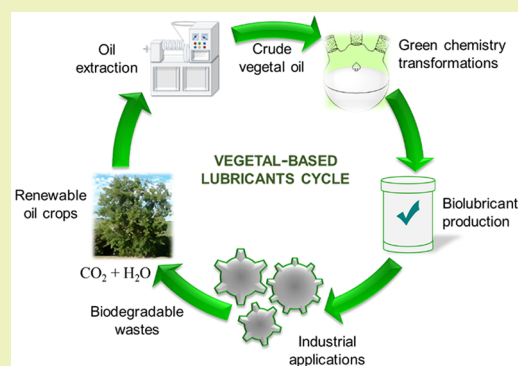 Oil
extraction
Crude
vegetal oil
Green chemistry
transformations
VEGETAL-BASED
LUBRICANTS CYCLE
Renewable
oil crops
Biolubricant
production
CO₂ + H₂O
Biodegradable
wastes
Industrial
applications